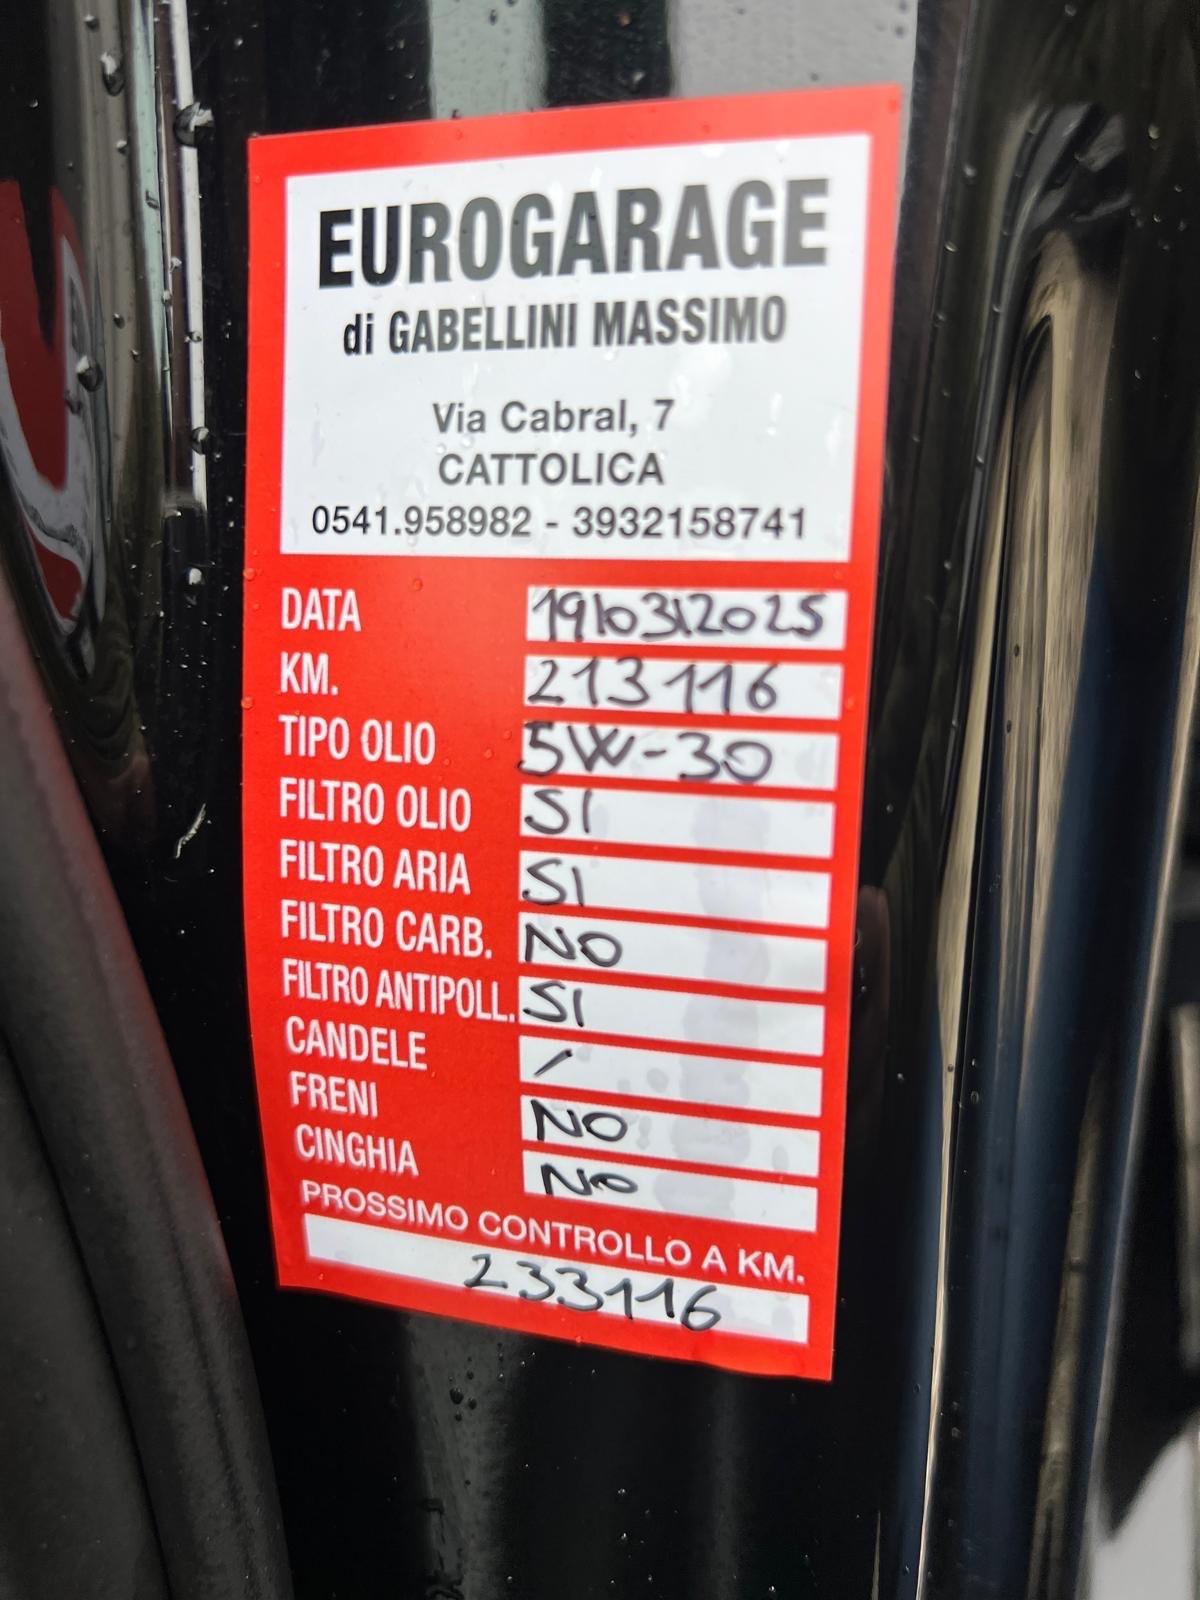 EUROGARAGE
di GABELLINI MASSIMO
Via Cabral, 7
CATTOLICA
0541.958982 - 3932158741
DATA 19/03/2025
KM. 213116
TIPO OLIO 5W-30
FILTRO OLIO SI
FILTRO ARIA SI
FILTRO CARB. NO
FILTRO ANTIPOLL. SI
CANDELE /
FRENI NO
CINGHIA NO
PROSSIMO CONTROLLO A KM.
233116